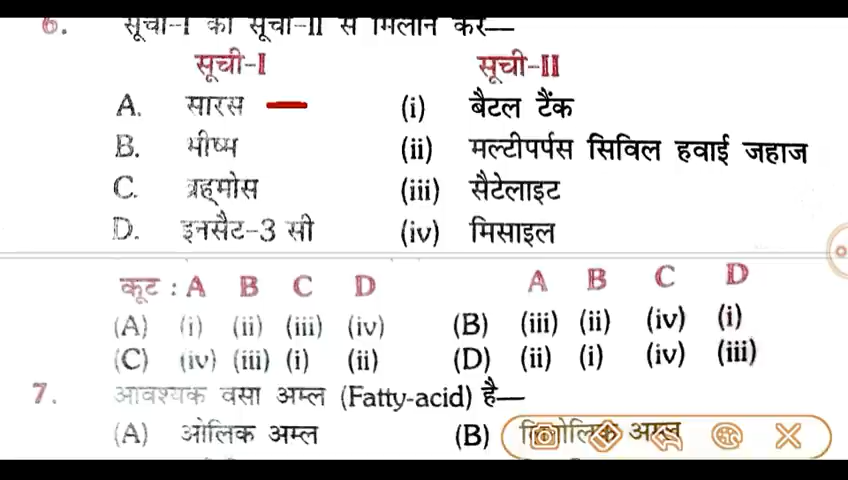 6. सूची-I को सूची-II से मिलान करें—
सूची-I सूची-II
A. सारस (i) बैटल टैंक
B. भीष्म (ii) मल्टीपर्पस सिविल हवाई जहाज
C. ब्रह्मोस (iii) सैटेलाइट
D. इनसैट-3 सी (iv) मिसाइल
कूट : A B C D A B C D
(A) (i) (ii) (iii) (iv) (B) (iii) (ii) (iv) (i)
(C) (iv) (iii) (i) (ii) (D) (ii) (i) (iv) (iii)
7. आवश्यक वसा अम्ल (Fatty-acid) है—
(A) ओलिक अम्ल (B) अम्ल